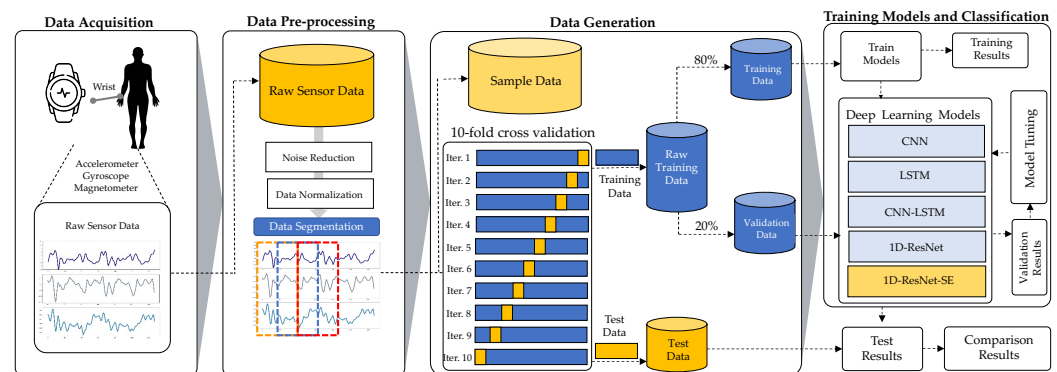 Data Acquisition
Wrist
Accelerometer
Gyroscope
Magnetometer
Raw Sensor Data
Data Pre-processing
Raw Sensor Data
Noise Reduction
Data Normalization
Data Segmentation
Data Generation
Sample Data
10-fold cross validation
Iter. 1
Iter. 2
Iter. 3
Iter. 4
Iter. 5
Iter. 6
Iter. 7
Iter. 8
Iter. 9
Iter. 10
Training
Data
Test
Data
Raw
Training
Data
80%
20%
Training
Data
Validation
Data
Test
Data
Training Models and Classification
Train
Models
Training
Results
Deep Learning Models
CNN
LSTM
CNN-LSTM
1D-ResNet
1D-ResNet-SE
Model Tuning
Validation
Results
Test
Results
Comparison
Results